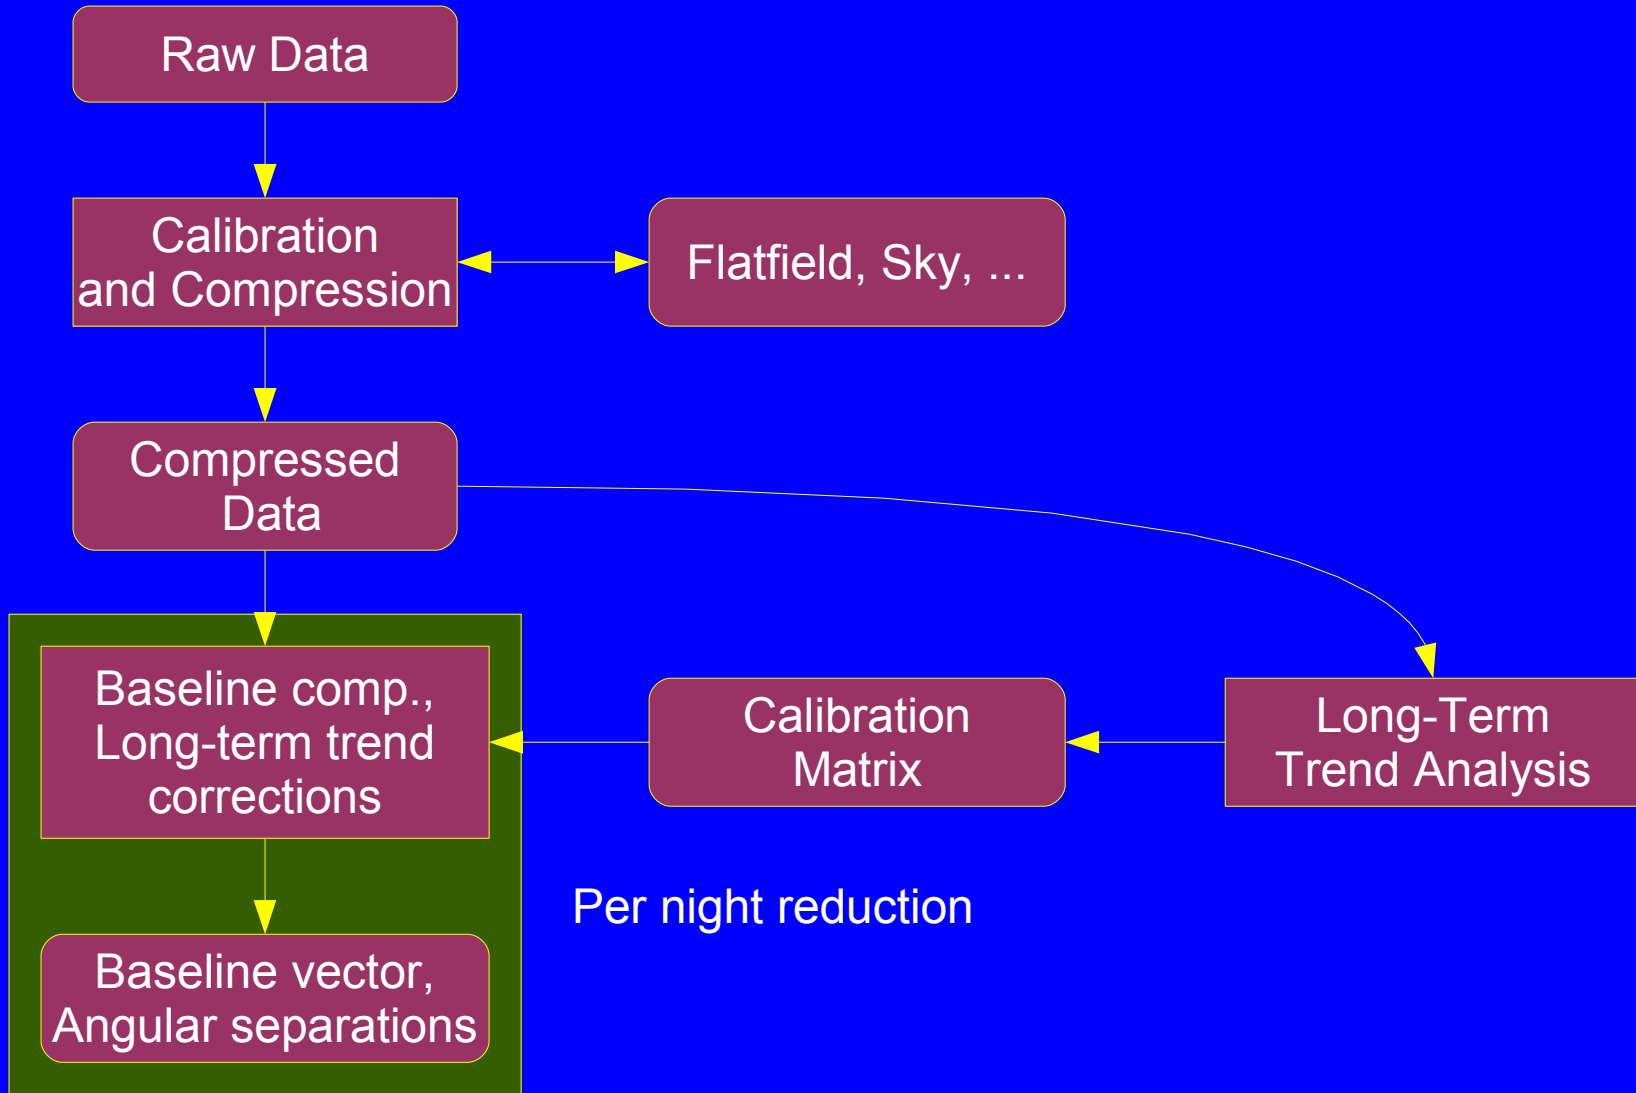 Raw Data
Calibration
and Compression
Flatfield, Sky, ...
Compressed
Data
Baseline comp.,
Long-term trend
corrections
Calibration
Matrix
Long-Term
Trend Analysis
Per night reduction
Baseline vector,
Angular separations